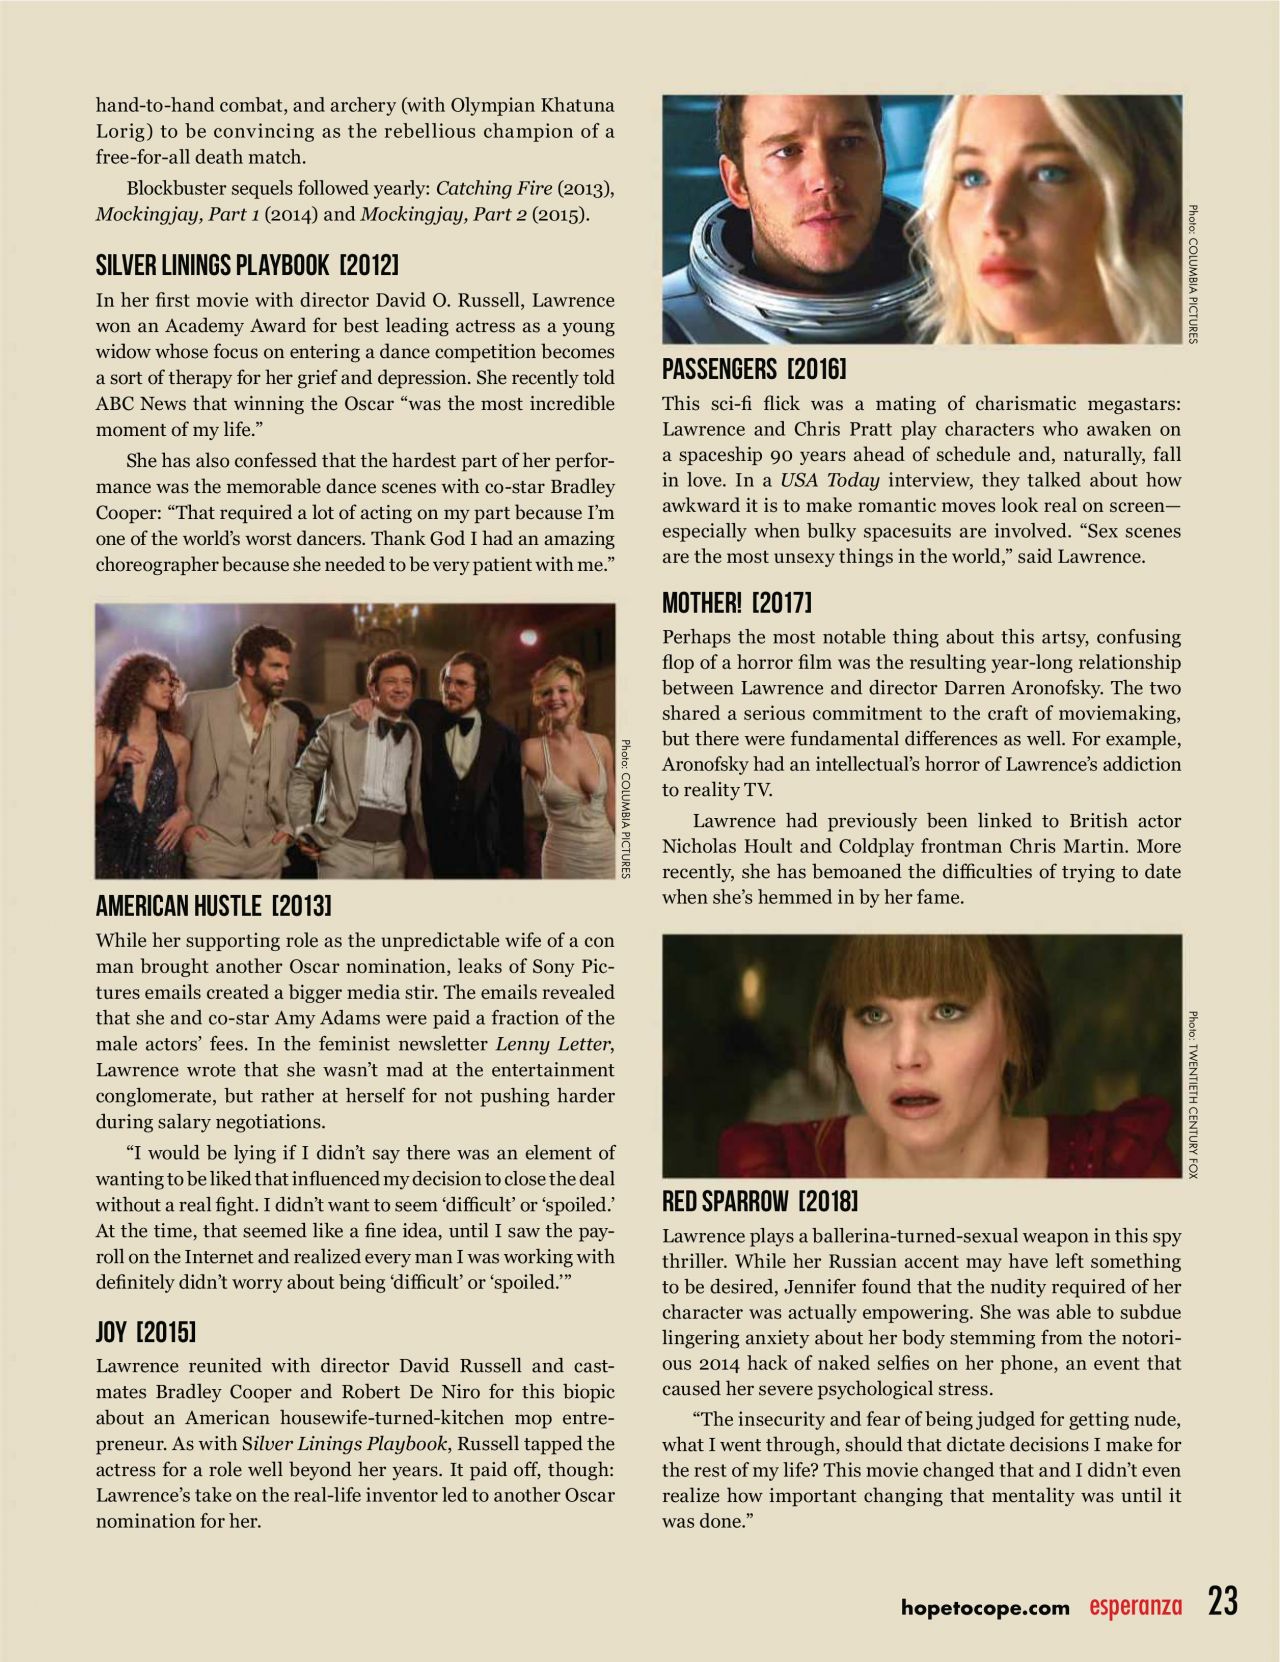 hand-to-hand combat, and archery (with Olympian Khatuna
Lorig) to be convincing as the rebellious champion of a
free-for-all death match.
Blockbuster sequels followed yearly: Catching Fire (2013),
Mockingjay, Part 1 (2014) and Mockingjay, Part 2 (2015).
SILVER LININGS PLAYBOOK [2012]
In her first movie with director David O. Russell, Lawrence
won an Academy Award for best leading actress as a young
widow whose focus on entering a dance competition becomes
a sort of therapy for her grief and depression. She recently told
ABC News that winning the Oscar “was the most incredible
moment of my life.”
She has also confessed that the hardest part of her perfor-
mance was the memorable dance scenes with co-star Bradley
Cooper: “That required a lot of acting on my part because I’m
one of the world’s worst dancers. Thank God I had an amazing
choreographer because she needed to be very patient with me.”
Photo: COLUMBIA PICTURES
AMERICAN HUSTLE [2013]
While her supporting role as the unpredictable wife of a con
man brought another Oscar nomination, leaks of Sony Pic-
tures emails created a bigger media stir. The emails revealed
that she and co-star Amy Adams were paid a fraction of the
male actors’ fees. In the feminist newsletter Lenny Letter,
Lawrence wrote that she wasn’t mad at the entertainment
conglomerate, but rather at herself for not pushing harder
during salary negotiations.
“I would be lying if I didn’t say there was an element of
wanting to be liked that influenced my decision to close the deal
without a real fight. I didn’t want to seem ‘difficult’ or ‘spoiled.’
At the time, that seemed like a fine idea, until I saw the pay-
roll on the Internet and realized every man I was working with
definitely didn’t worry about being ‘difficult’ or ‘spoiled.’”
JOY [2015]
Lawrence reunited with director David Russell and cast-
mates Bradley Cooper and Robert De Niro for this biopic
about an American housewife-turned-kitchen mop entre-
preneur. As with Silver Linings Playbook, Russell tapped the
actress for a role well beyond her years. It paid off, though:
Lawrence’s take on the real-life inventor led to another Oscar
nomination for her.
Photo: COLUMBIA PICTURES
PASSENGERS [2016]
This sci-fi flick was a mating of charismatic megastars:
Lawrence and Chris Pratt play characters who awaken on
a spaceship 90 years ahead of schedule and, naturally, fall
in love. In a USA Today interview, they talked about how
awkward it is to make romantic moves look real on screen—
especially when bulky spacesuits are involved. “Sex scenes
are the most unsexy things in the world,” said Lawrence.
MOTHER! [2017]
Perhaps the most notable thing about this artsy, confusing
flop of a horror film was the resulting year-long relationship
between Lawrence and director Darren Aronofsky. The two
shared a serious commitment to the craft of moviemaking,
but there were fundamental differences as well. For example,
Aronofsky had an intellectual’s horror of Lawrence’s addiction
to reality TV.
Lawrence had previously been linked to British actor
Nicholas Hoult and Coldplay frontman Chris Martin. More
recently, she has bemoaned the difficulties of trying to date
when she’s hemmed in by her fame.
Photo: TWENTIETH CENTURY FOX
RED SPARROW [2018]
Lawrence plays a ballerina-turned-sexual weapon in this spy
thriller. While her Russian accent may have left something
to be desired, Jennifer found that the nudity required of her
character was actually empowering. She was able to subdue
lingering anxiety about her body stemming from the notori-
ous 2014 hack of naked selfies on her phone, an event that
caused her severe psychological stress.
“The insecurity and fear of being judged for getting nude,
what I went through, should that dictate decisions I make for
the rest of my life? This movie changed that and I didn’t even
realize how important changing that mentality was until it
was done.”
hopetocope.com esperanza 23